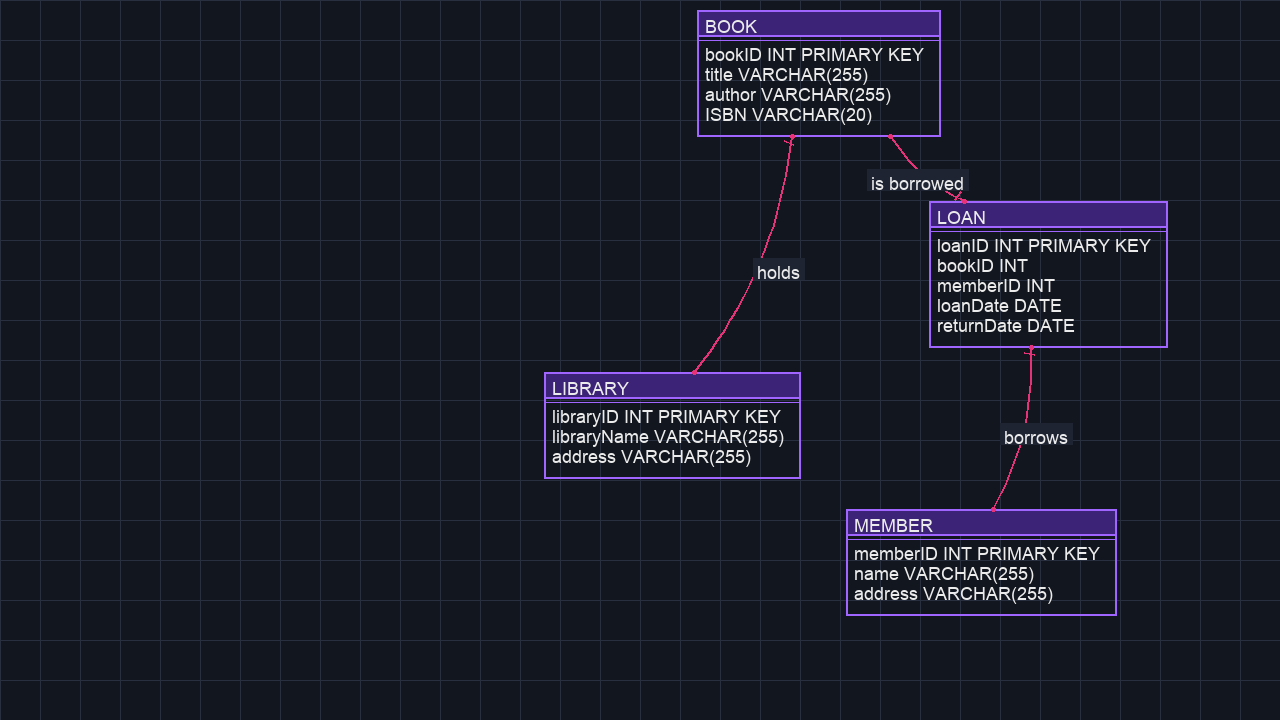 BOOK
bookID INT PRIMARY KEY
title VARCHAR(255)
author VARCHAR(255)
ISBN VARCHAR(20)
is borrowed
LOAN
loanID INT PRIMARY KEY
bookID INT
memberID INT
loanDate DATE
returnDate DATE
holds
LIBRARY
libraryID INT PRIMARY KEY
libraryName VARCHAR(255)
address VARCHAR(255)
borrows
MEMBER
memberID INT PRIMARY KEY
name VARCHAR(255)
address VARCHAR(255)